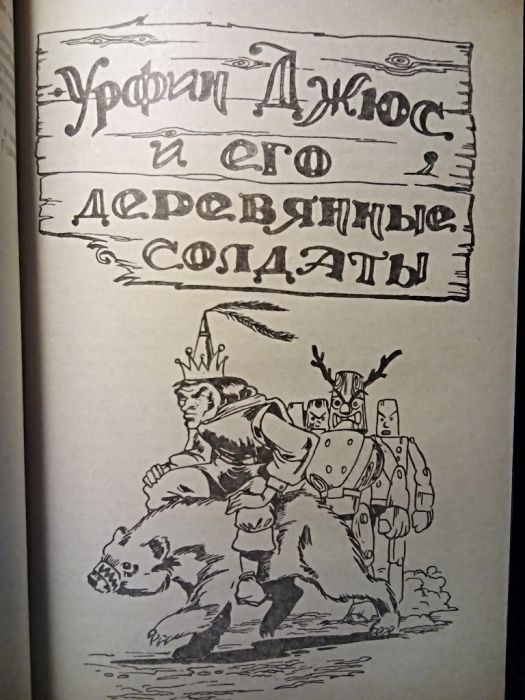 Урфин Джюс
и его
деревянные
солдаты